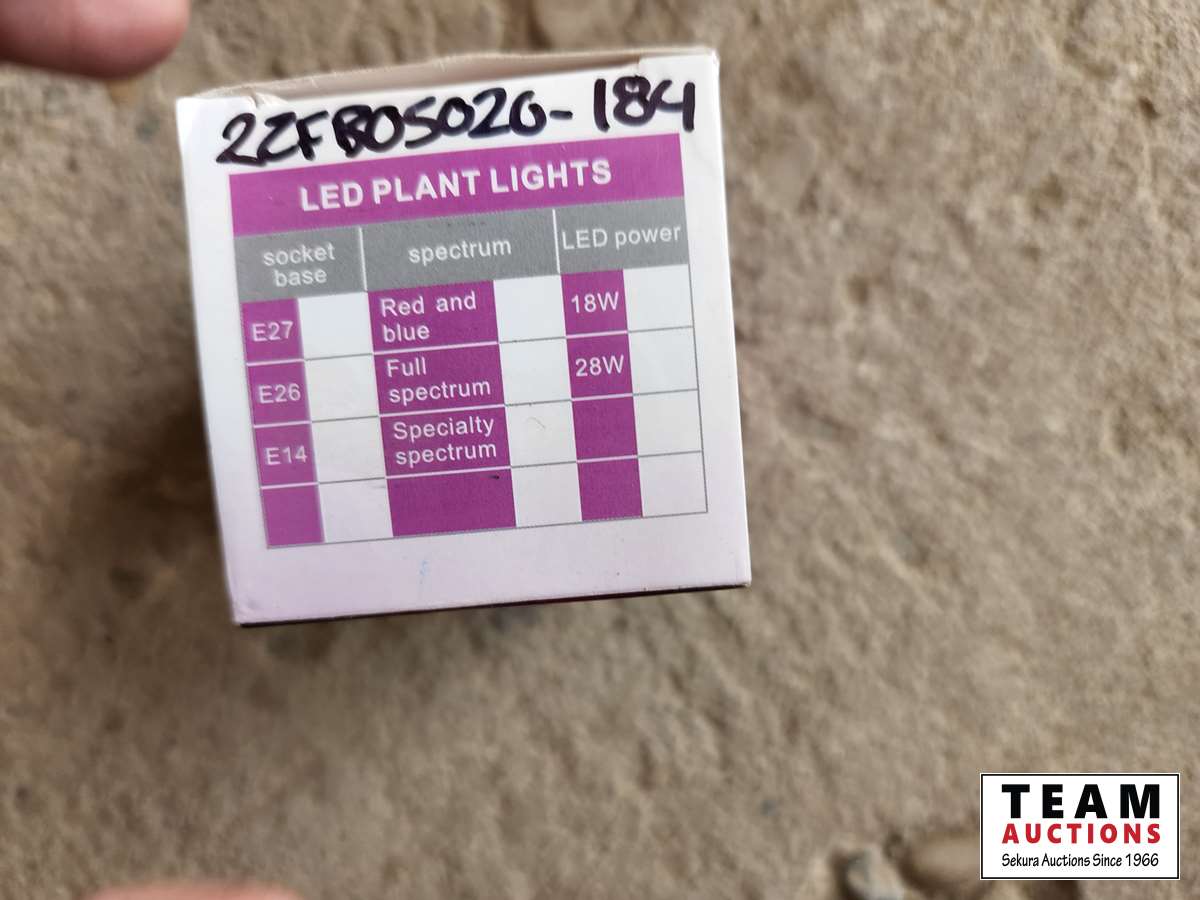 22FB05020-184
LED PLANT LIGHTS
socket base spectrum LED power
E27 Red and blue 18W
E26 Full spectrum 28W
E14 Specialty spectrum
TEAM
AUCTIONS
Sekura Auctions Since 1966